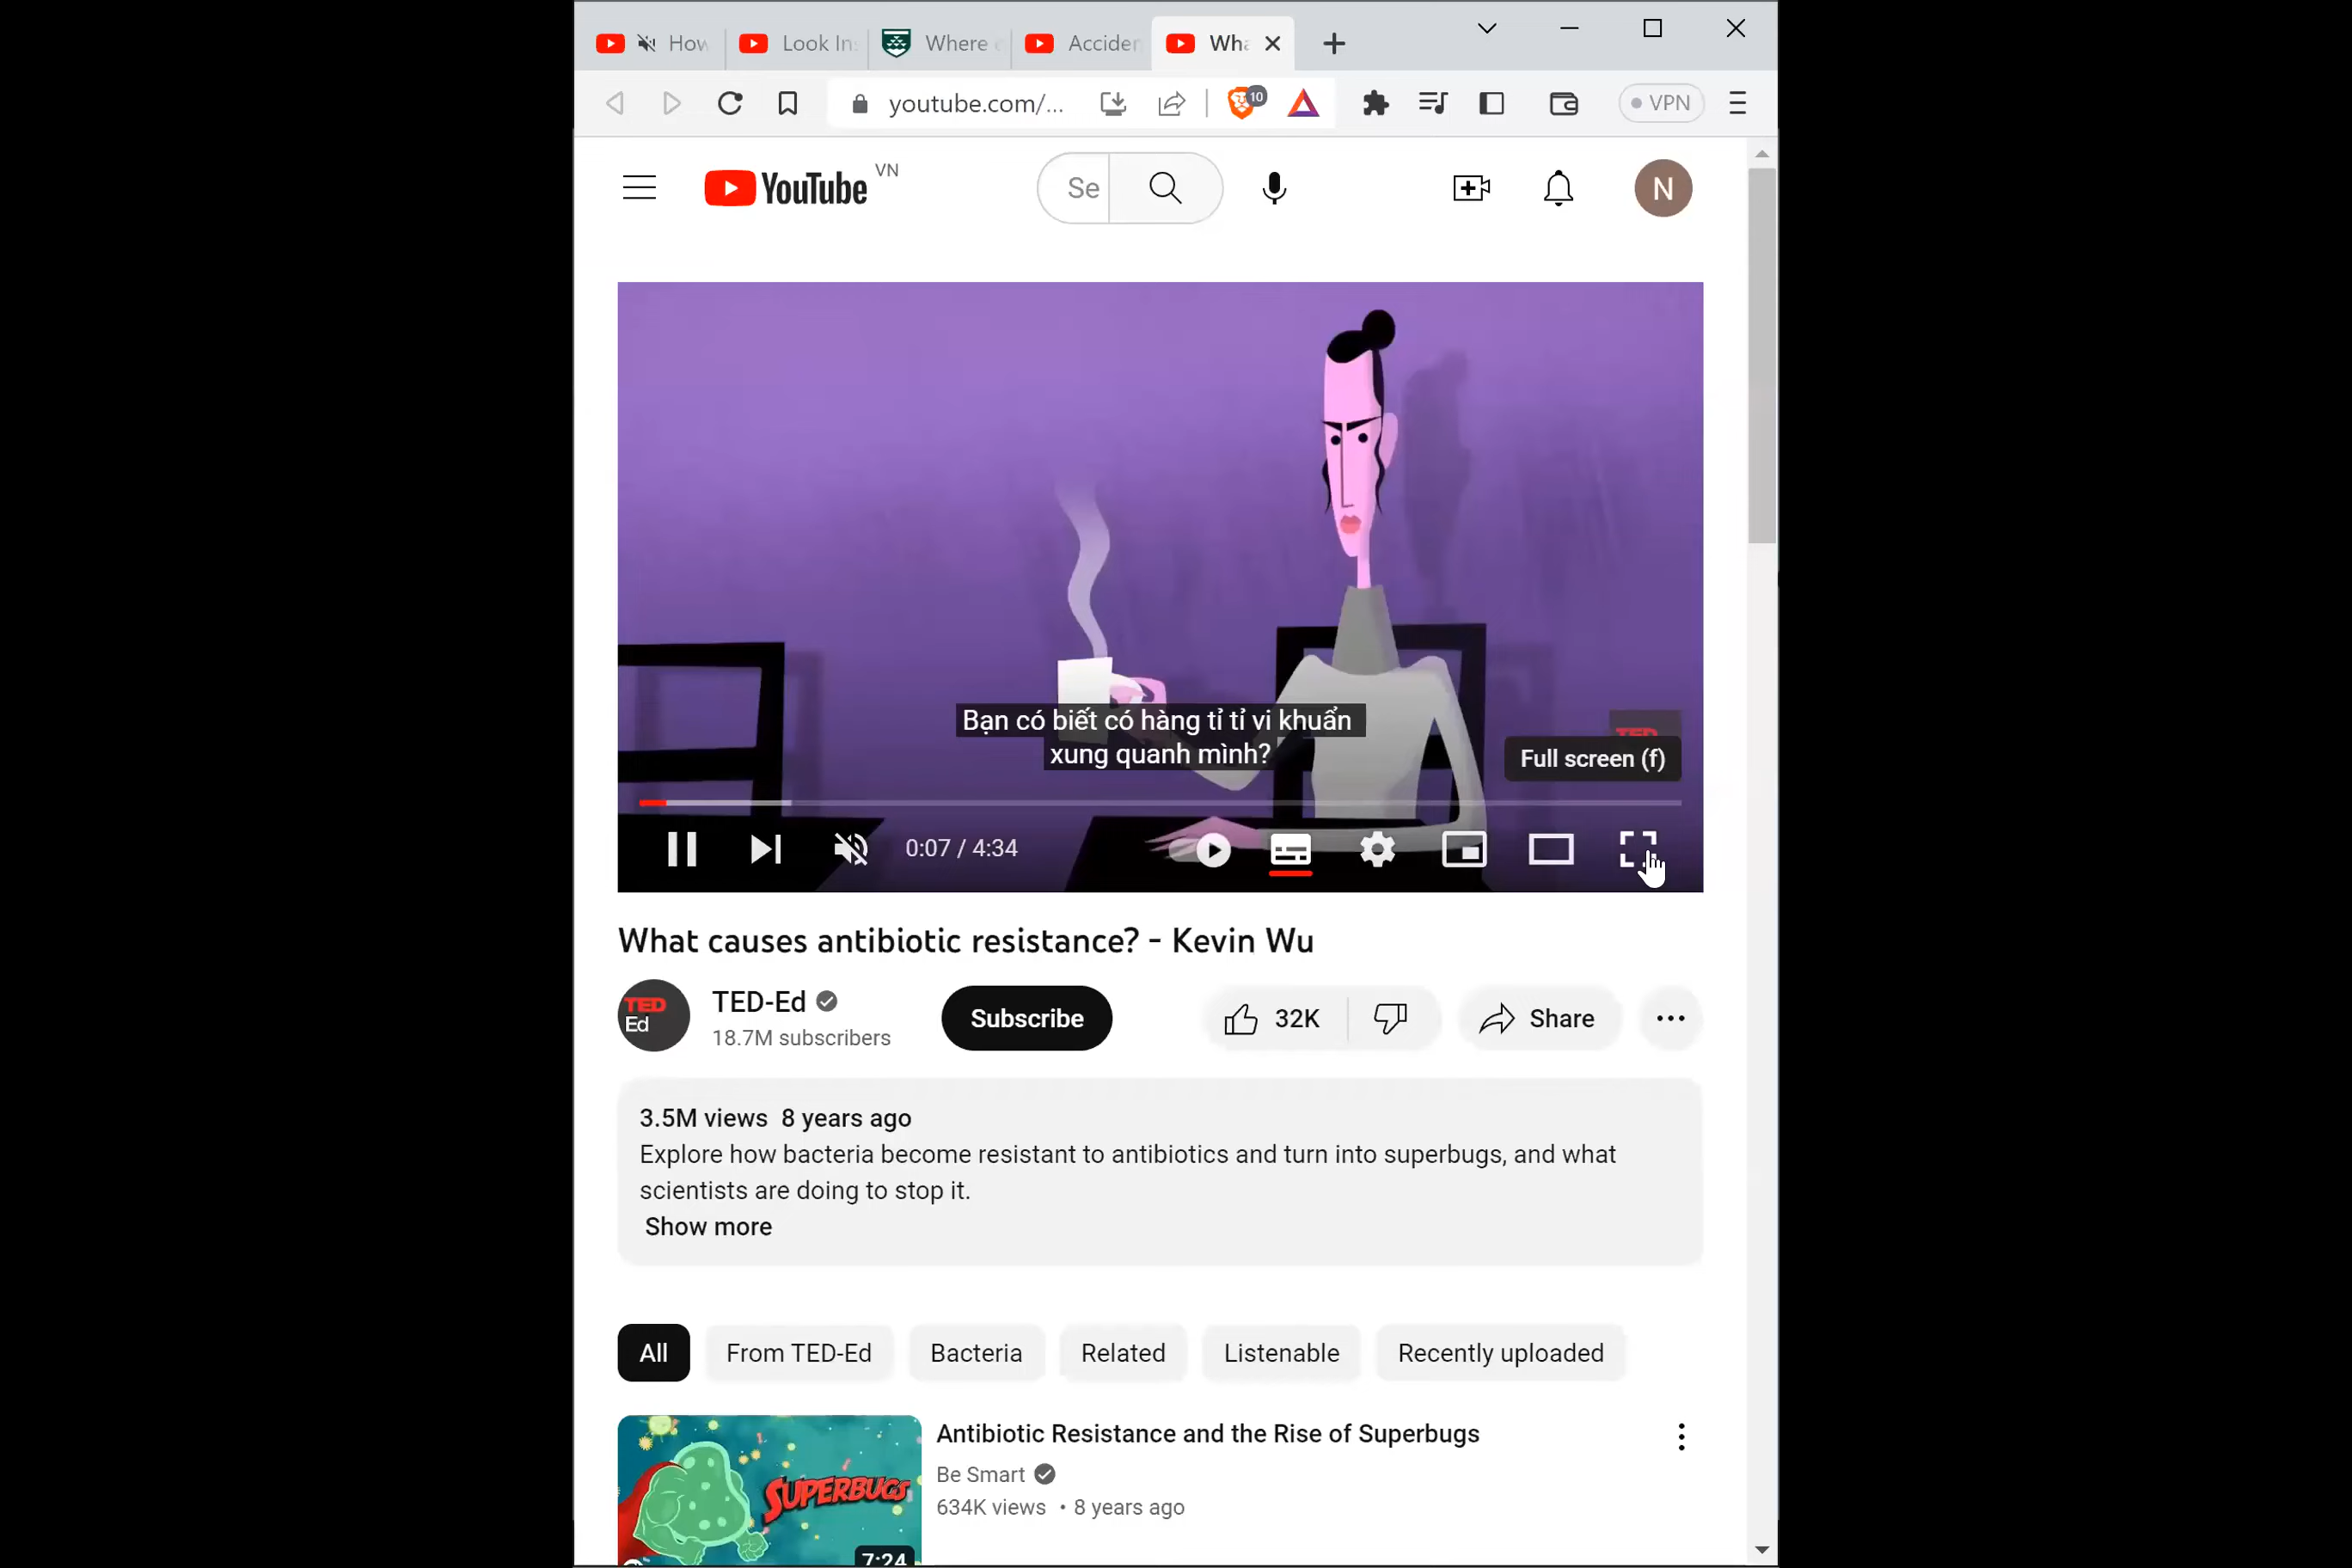 How
Look In
Where
Acciden
Wha
youtube.com/...
10
VPN
YouTube VN
Se
N
Bạn có biết có hàng tỉ tỉ vi khuẩn
xung quanh mình?
TED
Full screen (f)
0:07 / 4:34
What causes antibiotic resistance? - Kevin Wu
TED Ed
TED-Ed
18.7M subscribers
Subscribe
32K
Share
3.5M views 8 years ago
Explore how bacteria become resistant to antibiotics and turn into superbugs, and what
scientists are doing to stop it.
Show more
All
From TED-Ed
Bacteria
Related
Listenable
Recently uploaded
SUPERBUGS
7:24
Antibiotic Resistance and the Rise of Superbugs
Be Smart
634K views • 8 years ago